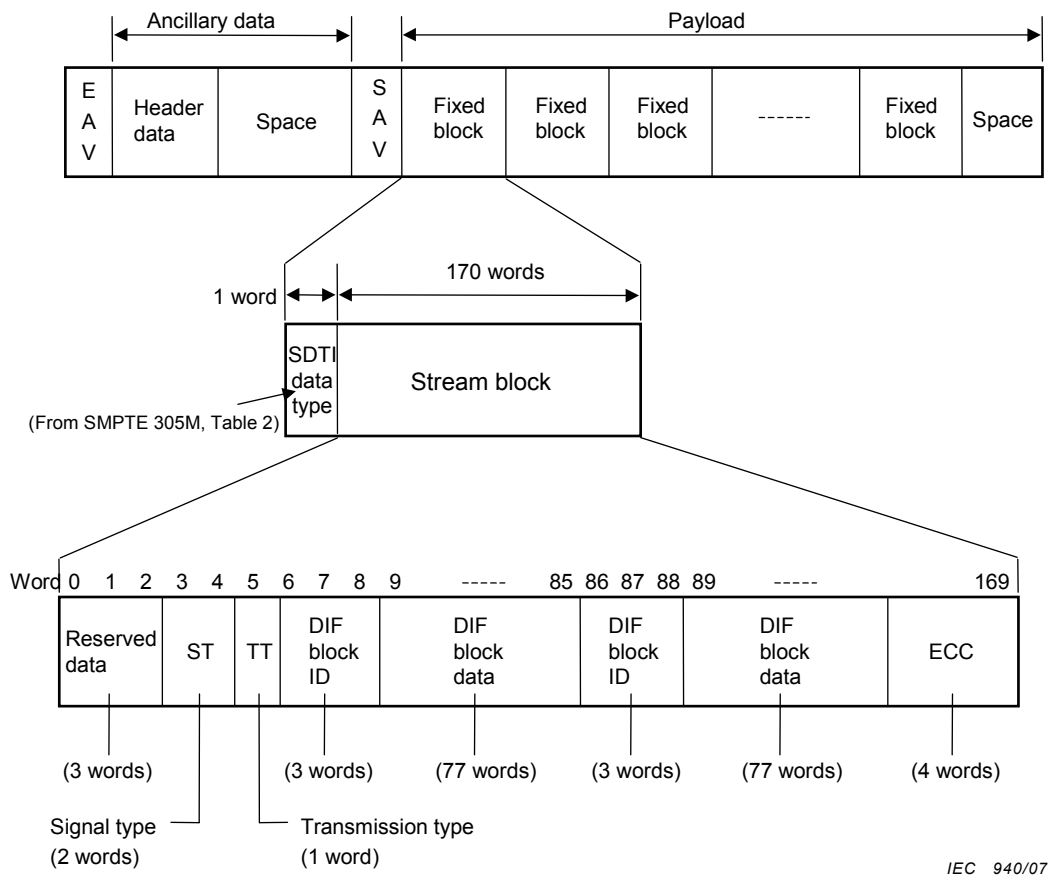 Ancillary data
Payload
E
A
V
Header
data
Space
S
A
V
Fixed
block
Fixed
block
Fixed
block
------
Fixed
block
Space
1 word
170 words
SDTI
data
type
Stream block
(From SMPTE 305M, Table 2)
Word 0 1 2 3 4 5 6 7 8 9 ----- 85 86 87 88 89 ----- 169
Reserved
data
ST
TT
DIF
block
ID
DIF
block
data
DIF
block
ID
DIF
block
data
ECC
(3 words)
(3 words)
(77 words)
(3 words)
(77 words)
(4 words)
Signal type
(2 words)
Transmission type
(1 word)
IEC 940/07